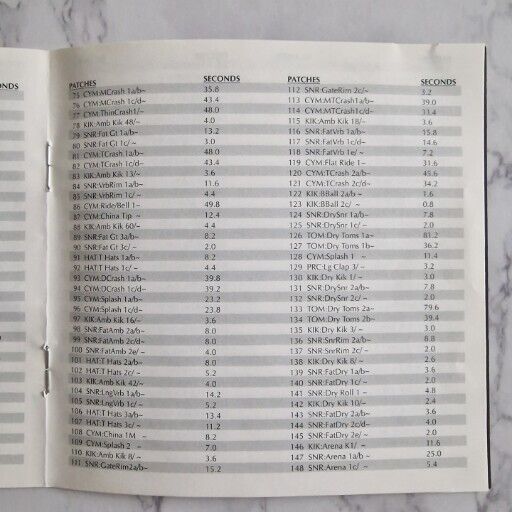 ONDS
PATCHES SECONDS
75 CYM:MCrash 1a/b~ 35.8
76 CYM:MCrash 1c/d~ 43.4
77 CYM:ThinCrash1/~ 48.0
78 KIK:Amb Kik 48/~ 4.0
79 SNR:Fat Gt 1a/b~ 13.2
80 SNR:Fat Gt 1c/ ~ 3.0
81 CYM:TCrash 1a/b~ 48.0
82 CYM:TCrash 1c/d~ 43.4
83 KIK:Amb Kik 13/~ 3.6
84 SNR:VrbRim 1a/b~ 11.6
85 SNR:VrbRim 1c/ ~ 4.4
86 CYM:Ride/Bell 1~ 59.8
87 CYM:China Tip ~ 12.4
88 KIK:Amb Kik 60/~ 4.4
89 SNR:Fat Gt 3a/b~ 8.2
90 SNR:Fat Gt 3c/ ~ 2.0
91 HAT:T Hats 1a/b~ 8.2
92 HAT:T Hats 1c/ ~ 4.4
93 CYM:DCrash 1a/b~ 39.8
94 CYM:DCrash 1c/d~ 39.2
95 CYM:Splash 1a/b~ 23.2
96 CYM:Splash 1c/d~ 23.8
97 KIK:Amb Kik 16/~ 3.6
98 SNR:FatAmb 2a/b~ 8.0
99 SNR:FatAmb 2c/d~ 8.0
100 SNR:FatAmb 2e/ ~ 4.0
101 HAT:T Hats 2a/b~ 8.0
102 HAT:T Hats 2c/ ~ 5.2
103 KIK:Amb Kik 42/~ 4.0
104 SNR:LngVrb 1a/b~ 14.2
105 SNR:LngVrb 1c/ ~ 5.2
106 HAT:T Hats 3a/b~ 13.4
107 HAT:T Hats 3c/ ~ 11.2
108 CYM:China 1M ~ 8.2
109 CYM:Splash 2 ~ 7.0
110 KIK:Amb Kik 8/ ~ 3.6
111 SNR:GateRim2a/b~ 15.2
PATCHES SECONDS
112 SNR:GateRim 2c/~ 3.2
113 CYM:MTCrash1a/b~ 39.0
114 CYM:MTCrash1c/d~ 31.4
115 KIK:Amb Kik 18/~ 3.6
116 SNR:FatVrb 1a/b~ 15.8
117 SNR:FatVrb 1c/d~ 14.6
118 SNR:FatVrb 1e/ ~ 7.2
119 CYM:Flat Ride 1~ 31.6
120 CYM:TCrash 2a/b~ 45.6
121 CYM:TCrash 2c/d~ 34.2
122 KIK:BBall 2a/b ~ 1.6
123 KIK:BBall 2c/ ~ 0.8
124 SNR:DrySnr 1a/b~ 7.8
125 SNR:DrySnr 1c/ ~ 2.0
126 TOM:Dry Toms 1a~ 81.2
127 TOM:Dry Toms 1b~ 36.2
128 CYM:Splash 1 ~ 11.4
129 PRC:Lg Clap 3/ ~ 3.2
130 KIK:Dry Kik 1/ ~ 3.0
131 SNR:DrySnr 2a/b~ 7.8
132 SNR:DrySnr 2c/ ~ 2.0
133 TOM:Dry Toms 2a~ 79.6
134 TOM:Dry Toms 2b~ 39.4
135 KIK:Dry Kik 3/ ~ 3.0
136 SNR:SnrRim 2a/b~ 8.8
137 SNR:SnrRim 2c/ ~ 2.0
138 KIK:Dry Kik 8/ ~ 2.6
139 SNR:FatDry 1a/b~ 3.6
140 SNR:FatDry 1c/ ~ 2.0
141 SNR:Dry Roll 1 ~ 4.8
142 KIK:Dry Kik 10/~ 2.4
143 SNR:FatDry 2a/b~ 3.6
144 SNR:FatDry 2c/d~ 4.0
145 SNR:FatDry 2e/ ~ 2.0
146 KIK:Arena K1/ ~ 11.6
147 SNR:Arena 1a/b ~ 25.0
148 SNR:Arena 1c/ ~ 5.4